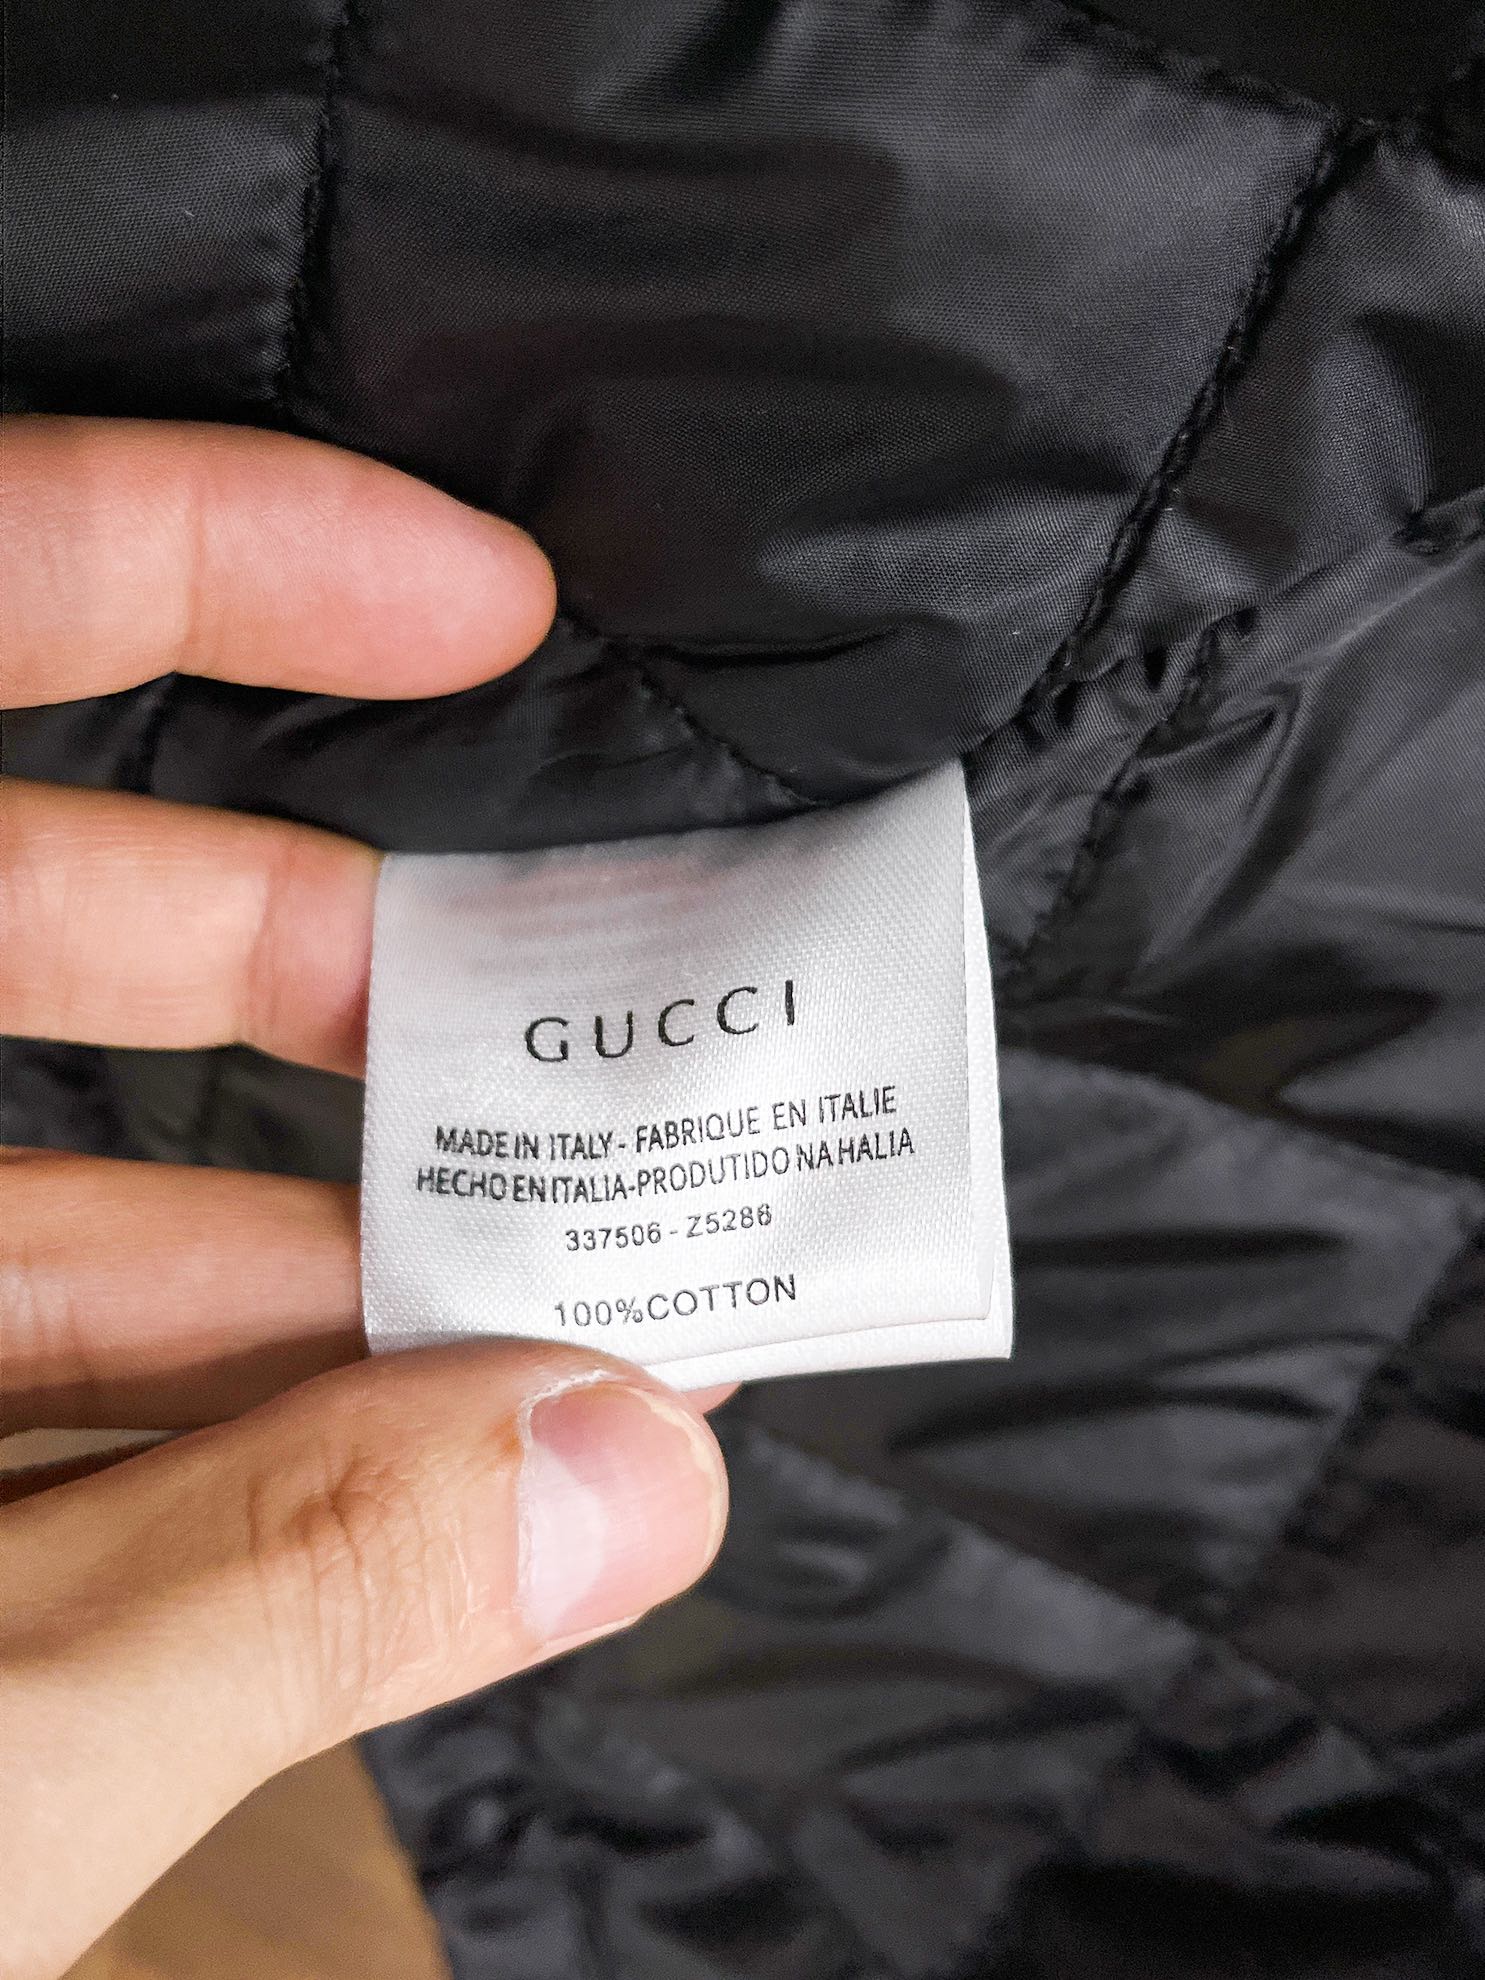 GUCCI
MADE IN ITALY - FABRIQUE EN ITALIE
HECHO EN ITALIA-PRODUTIDO NA HALIA
337506 - Z5286
100%COTTON